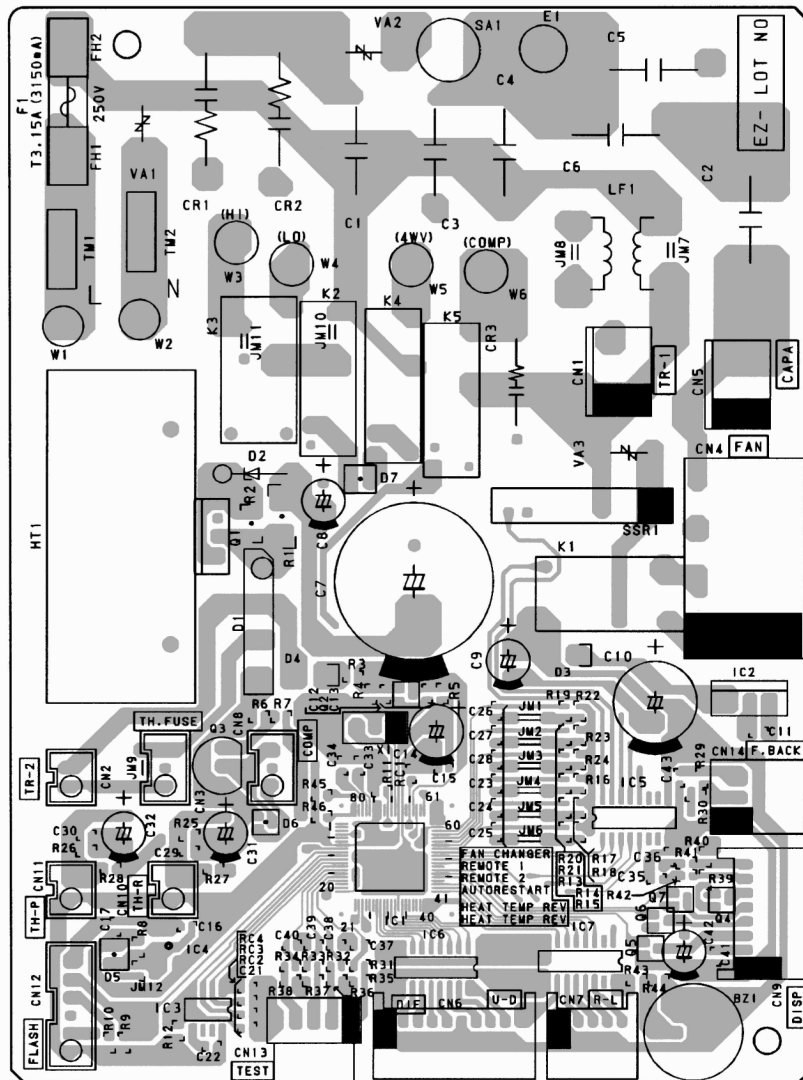 FH2
VA2
SA1
E1
C5
F1
T3.15A (3150mA)
250V
C4
EZ- LOT NO
FH1
VA1
CR1
CR2
C1
C3
C6
C2
LF1
TM1
TM2
(HI)
(LO)
(4WV)
(COMP)
JM8
JM7
W3
W4
W5
W6
N
L
K3
K2
K4
K5
CR3
W1
W2
JM11
JM10
CN1
TR-1
CN5
CAPA
D2
D7
VA3
CN4
FAN
R2
HT1
Q1
R1
C8
SSR1
K1
C7
D1
D4
C9
R3
R4
C12
C22
C13
R5
D3
C10
R19
R22
IC2
TH.FUSE
Q3
CN8
R6
R7
COMP
X1
C26
JM1
C27
JM2
R23
C11
TR-2
CN2
JM9
CN3
C34
C33
R11
C14
C15
C28
JM3
R24
CN14
F.BACK
R29
C23
JM4
R16
IC5
C43
R45
R46
80
61
C24
JM5
R30
C30
R26
C32
R25
D6
C31
60
C25
JM6
R28
C29
R27
FAN CHANGER
REMOTE 1
REMOTE 2
AUTORESTART
HEAT TEMP REV
HEAT TEMP REV
R20
R17
R21
R18
R13
R14
R15
R40
R41
C36
C35
R39
R42
CN11
TH-P
CN10
TH-R
20
41
40
IC1
Q7
Q6
Q4
C17
R8
C16
IC4
D5
JM12
RC4
RC3
RC2
C21
C40
C39
C38
21
C37
IC6
IC7
Q5
C42
C41
R34
R33
R32
R31
R35
R38
R37
R36
R43
R44
CN12
FLASH
R10
R9
IC3
R12
C22
CN13
TEST
CN6
U-D
CN7
R-L
BZ1
CN9
DISP